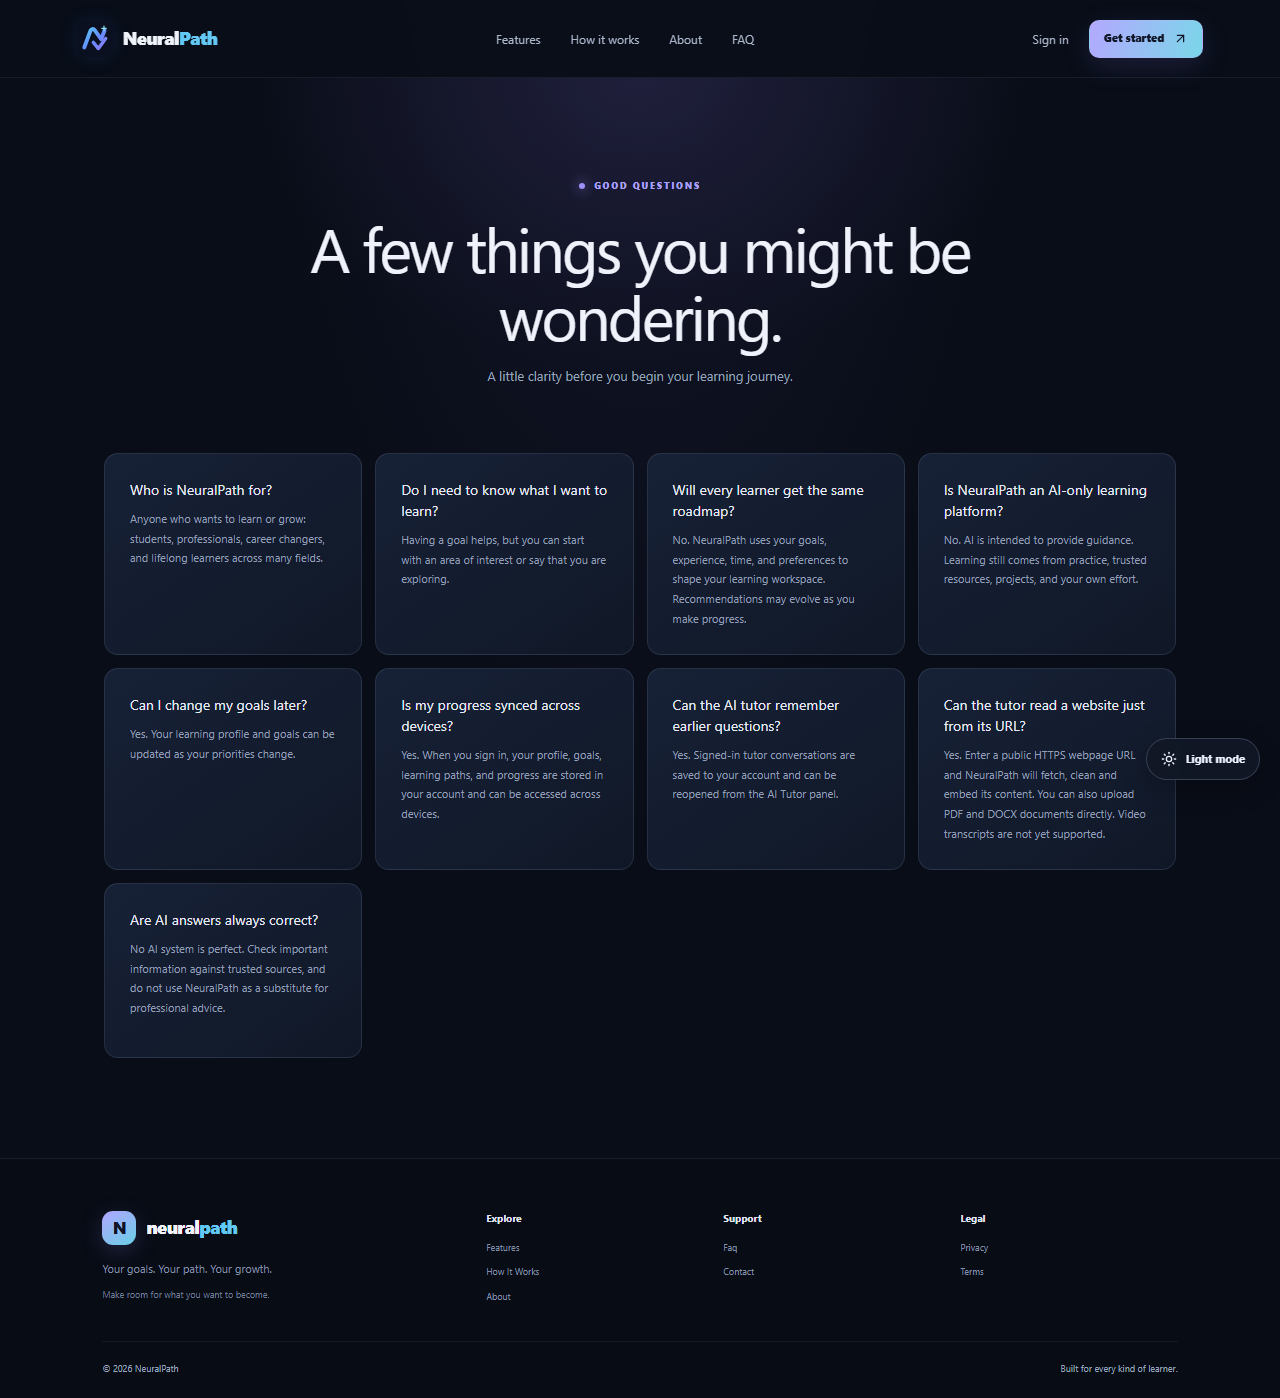 NeuralPath
Features
How it works
About
FAQ
Sign in
Get started
GOOD QUESTIONS
A few things you might be
wondering.
A little clarity before you begin your learning journey.
Who is NeuralPath for?
Anyone who wants to learn or grow:
students, professionals, career changers,
and lifelong learners across many fields.
Do I need to know what I want to
learn?
Having a goal helps, but you can start
with an area of interest or say that you are
exploring.
Will every learner get the same
roadmap?
No. NeuralPath uses your goals,
experience, time, and preferences to
shape your learning workspace.
Recommendations may evolve as you
make progress.
Is NeuralPath an AI-only learning
platform?
No. AI is intended to provide guidance.
Learning still comes from practice, trusted
resources, projects, and your own effort.
Can I change my goals later?
Yes. Your learning profile and goals can be
updated as your priorities change.
Is my progress synced across
devices?
Yes. When you sign in, your profile, goals,
learning paths, and progress are stored in
your account and can be accessed across
devices.
Can the AI tutor remember
earlier questions?
Yes. Signed-in tutor conversations are
saved to your account and can be
reopened from the AI Tutor panel.
Can the tutor read a website just
from its URL?
Yes. Enter a public HTTPS webpage URL
and NeuralPath will fetch, clean and
embed its content. You can also upload
PDF and DOCX documents directly. Video
transcripts are not yet supported.
Light mode
Are AI answers always correct?
No AI system is perfect. Check important
information against trusted sources, and
do not use NeuralPath as a substitute for
professional advice.
N
neuralpath
Your goals. Your path. Your growth.
Make room for what you want to become.
Explore
Features
How It Works
About
Support
Faq
Contact
Legal
Privacy
Terms
© 2026 NeuralPath
Built for every kind of learner.